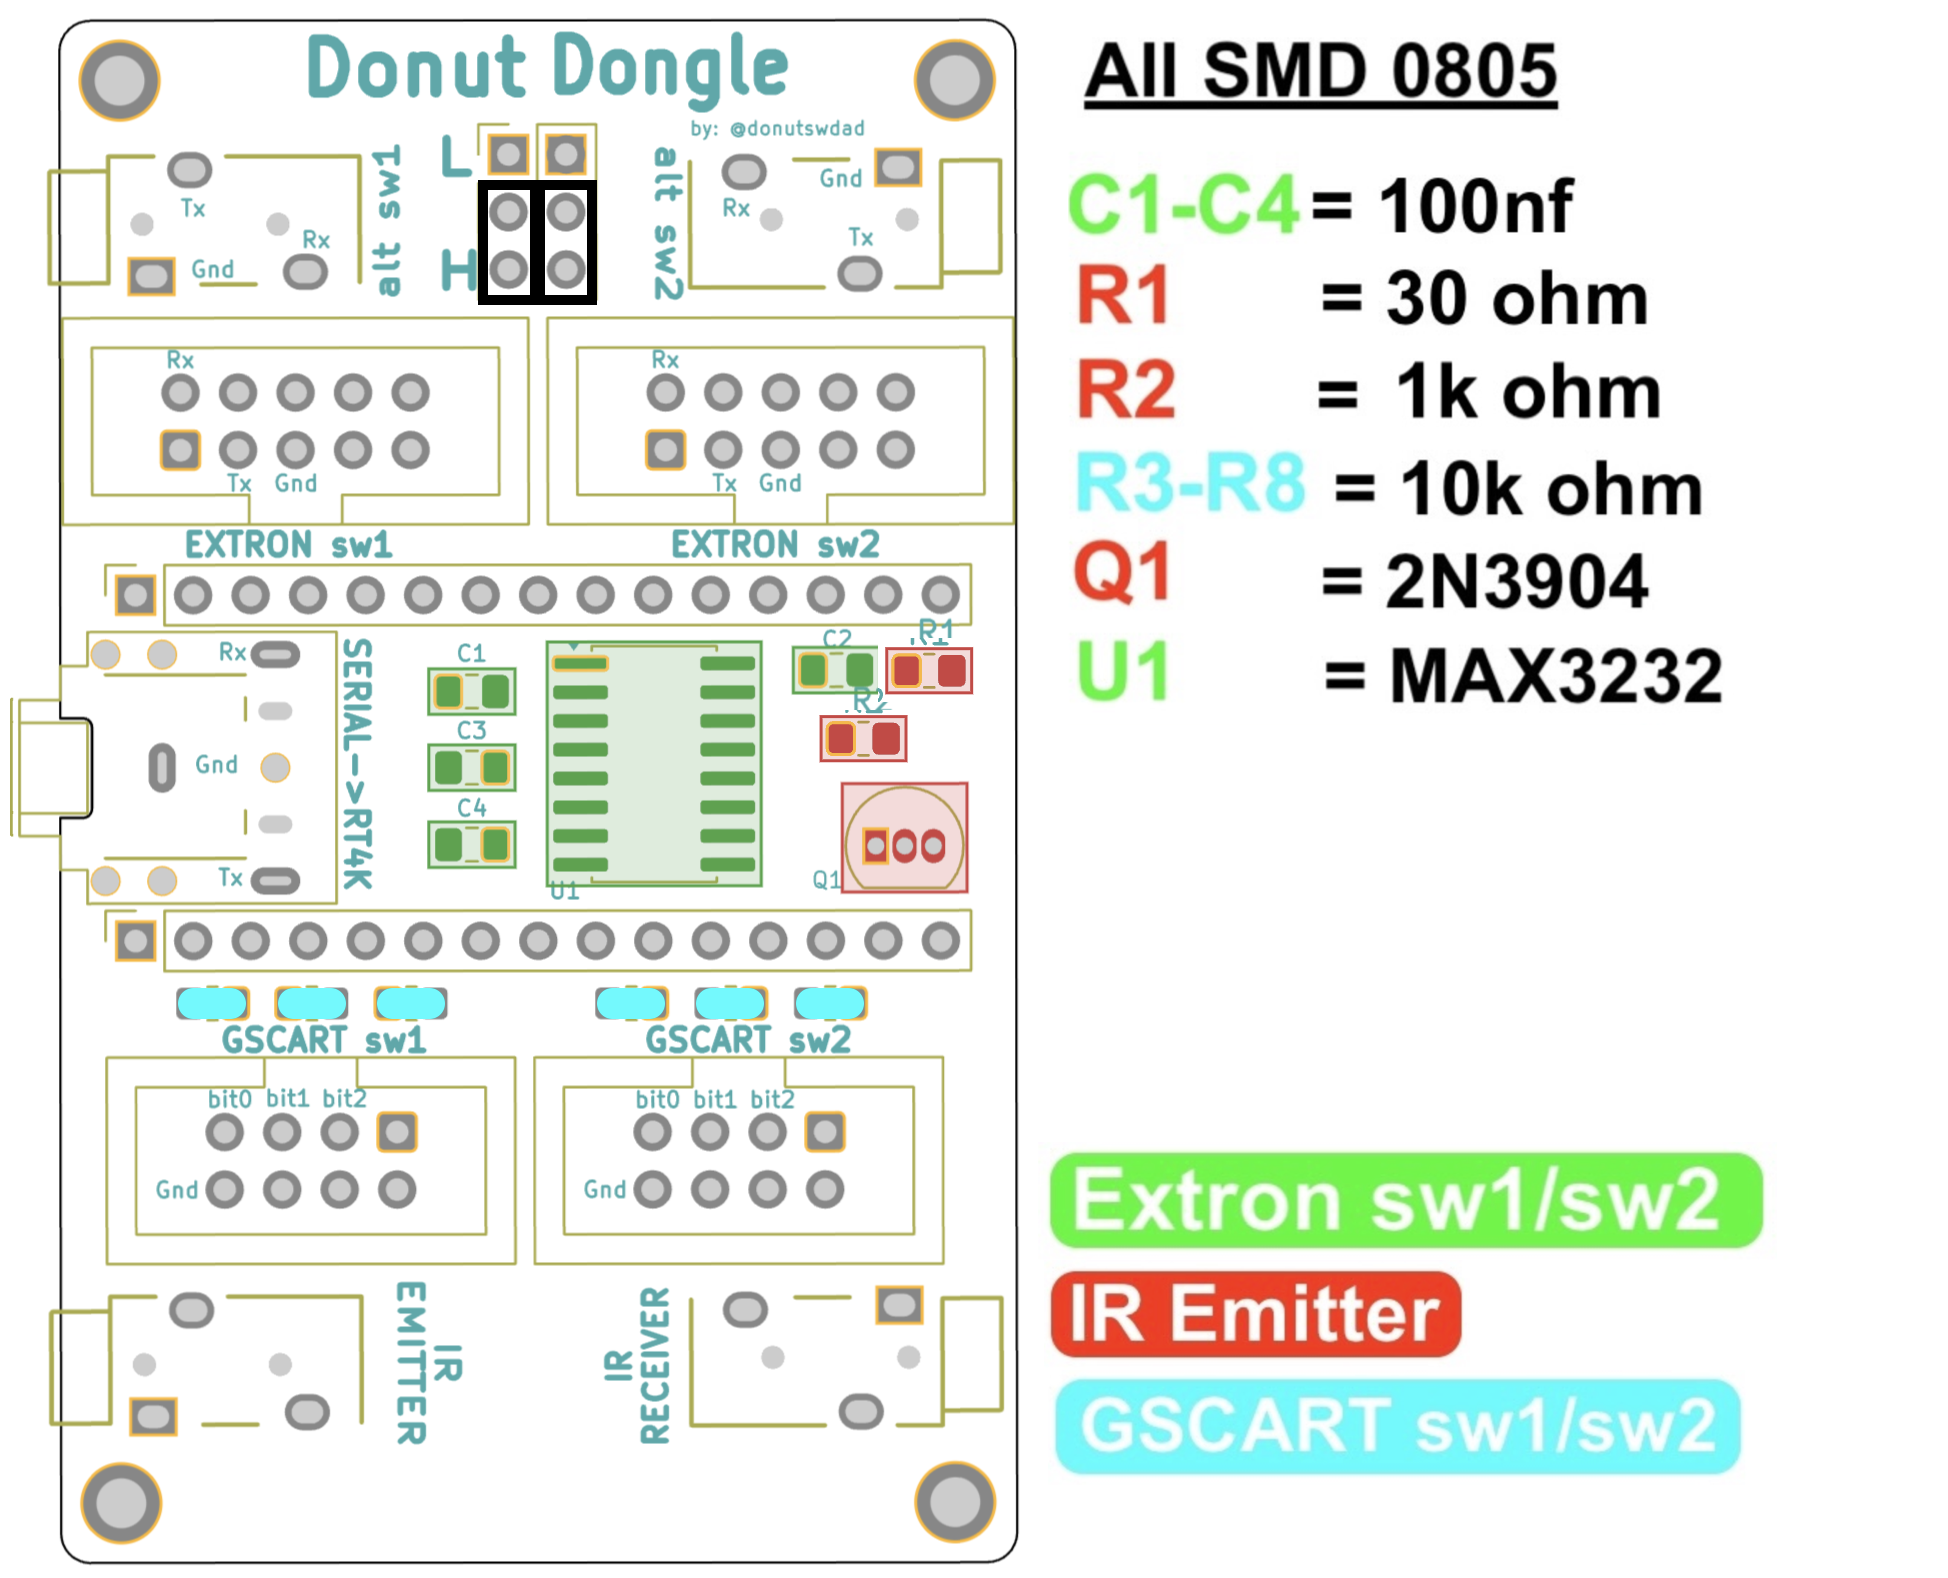 Donut Dongle
by: @donutswdad
L
H
alt sw1
alt sw2
Tx
Rx
Gnd
Rx
Gnd
Tx
Rx
Tx Gnd
Rx
Tx Gnd
EXTRON sw1
EXTRON sw2
Rx
Gnd
Tx
SERIAL->RT4K
C1
C3
C4
U1
C2
R1
R2
Q1
GSCART sw1
GSCART sw2
bit0 bit1 bit2
Gnd
bit0 bit1 bit2
Gnd
IR
EMITTER
IR
RECEIVER
All SMD 0805
C1-C4 = 100nf
R1 = 30 ohm
R2 = 1k ohm
R3-R8 = 10k ohm
Q1 = 2N3904
U1 = MAX3232
Extron sw1/sw2
IR Emitter
GSCART sw1/sw2